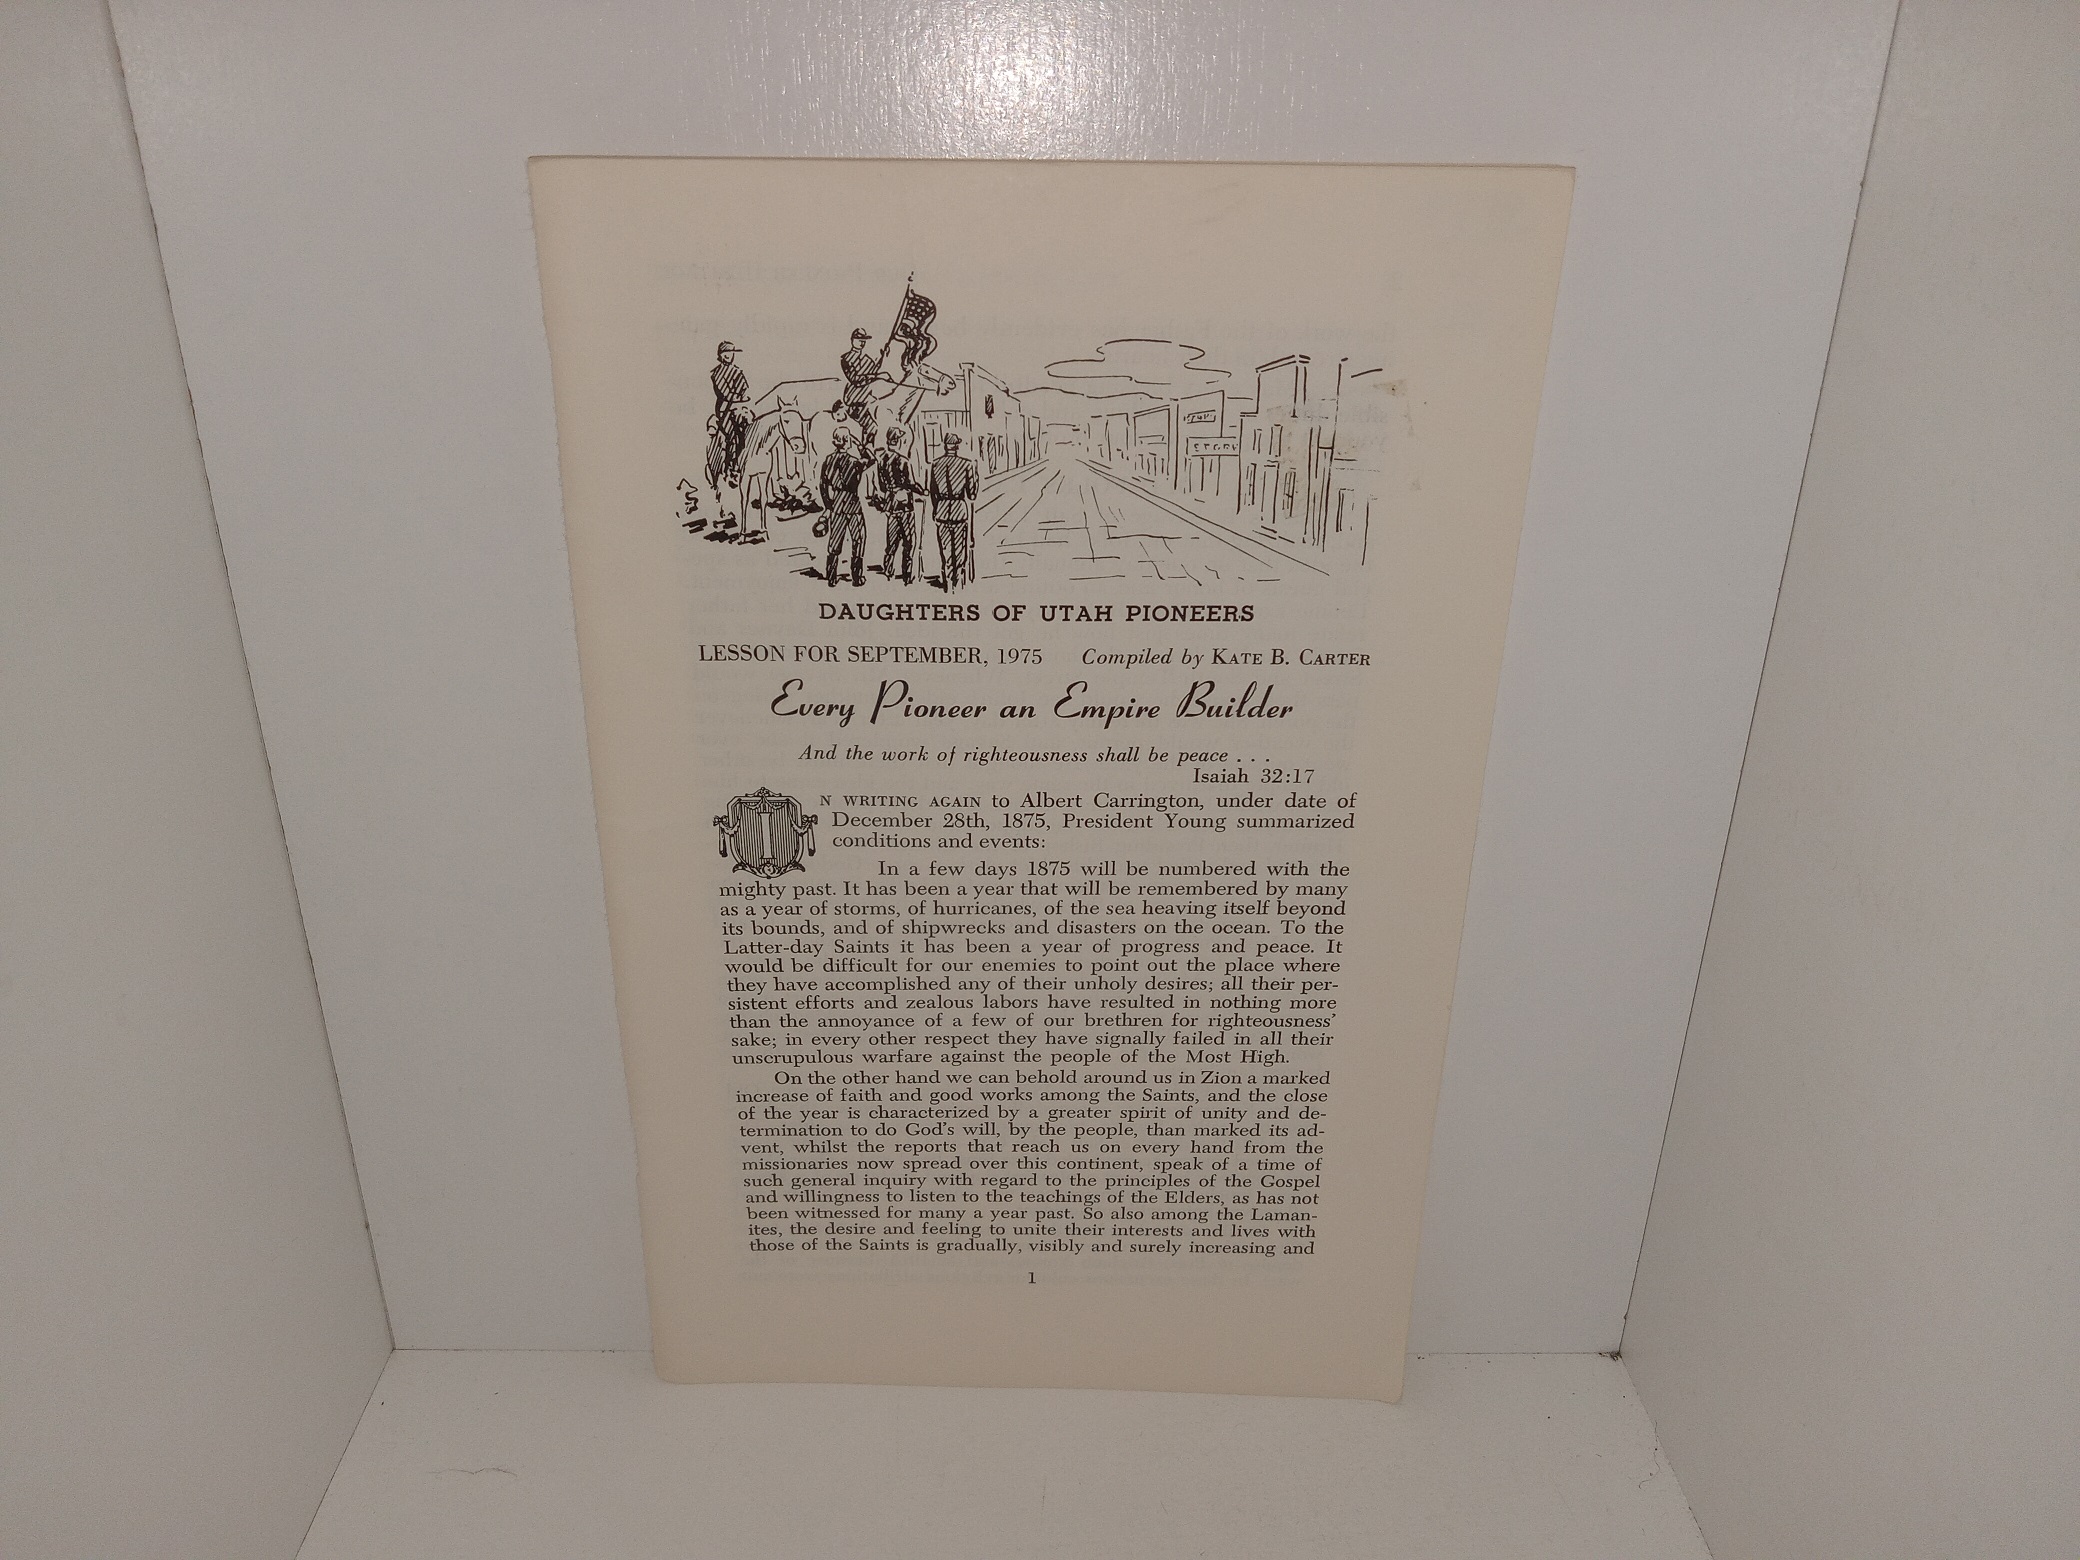 STORE
DAUGHTERS OF UTAH PIONEERS
LESSON FOR SEPTEMBER, 1975 Compiled by KATE B. CARTER
Every Pioneer an Empire Builder
And the work of righteousness shall be peace . . .
Isaiah 32:17
IN WRITING AGAIN to Albert Carrington, under date of
December 28th, 1875, President Young summarized
conditions and events:
In a few days 1875 will be numbered with the
mighty past. It has been a year that will be remembered by many
as a year of storms, of hurricanes, of the sea heaving itself beyond
its bounds, and of shipwrecks and disasters on the ocean. To the
Latter-day Saints it has been a year of progress and peace. It
would be difficult for our enemies to point out the place where
they have accomplished any of their unholy desires; all their per-
sistent efforts and zealous labors have resulted in nothing more
than the annoyance of a few of our brethren for righteousness'
sake; in every other respect they have signally failed in all their
unscrupulous warfare against the people of the Most High.
On the other hand we can behold around us in Zion a marked
increase of faith and good works among the Saints, and the close
of the year is characterized by a greater spirit of unity and de-
termination to do God's will, by the people, than marked its ad-
vent, whilst the reports that reach us on every hand from the
missionaries now spread over this continent, speak of a time of
such general inquiry with regard to the principles of the Gospel
and willingness to listen to the teachings of the Elders, as has not
been witnessed for many a year past. So also among the Laman-
ites, the desire and feeling to unite their interests and lives with
those of the Saints is gradually, visibly and surely increasing and
1